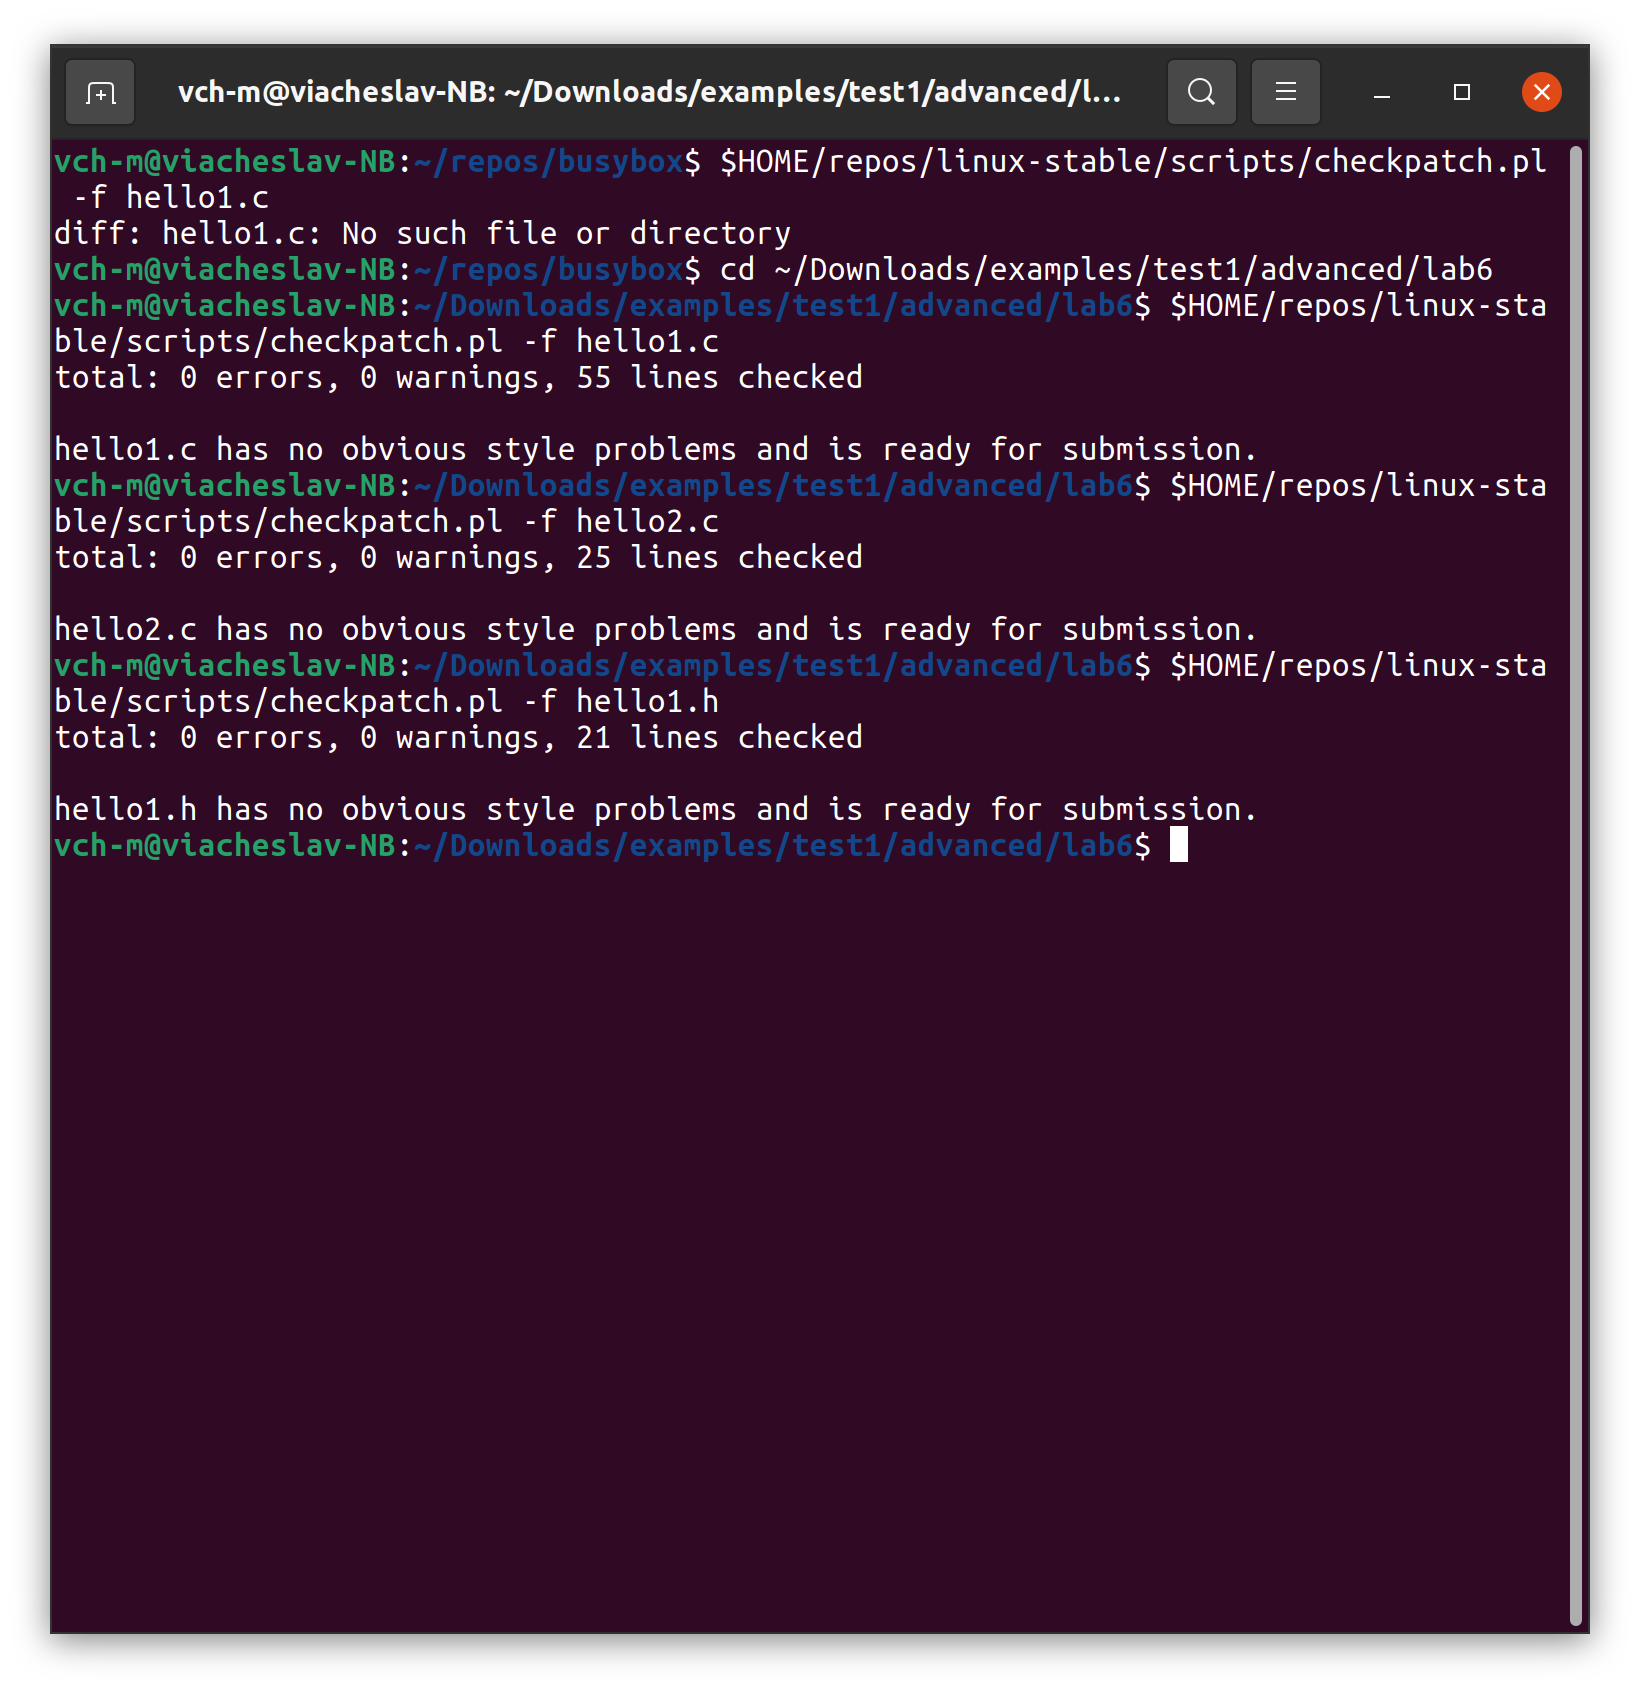 vch-m@viacheslav-NB: ~/Downloads/examples/test1/advanced/l...
vch-m@viacheslav-NB:~/repos/busybox$ $HOME/repos/linux-stable/scripts/checkpatch.pl
 -f hello1.c
diff: hello1.c: No such file or directory
vch-m@viacheslav-NB:~/repos/busybox$ cd ~/Downloads/examples/test1/advanced/lab6
vch-m@viacheslav-NB:~/Downloads/examples/test1/advanced/lab6$ $HOME/repos/linux-sta
ble/scripts/checkpatch.pl -f hello1.c
total: 0 errors, 0 warnings, 55 lines checked

hello1.c has no obvious style problems and is ready for submission.
vch-m@viacheslav-NB:~/Downloads/examples/test1/advanced/lab6$ $HOME/repos/linux-sta
ble/scripts/checkpatch.pl -f hello2.c
total: 0 errors, 0 warnings, 25 lines checked

hello2.c has no obvious style problems and is ready for submission.
vch-m@viacheslav-NB:~/Downloads/examples/test1/advanced/lab6$ $HOME/repos/linux-sta
ble/scripts/checkpatch.pl -f hello1.h
total: 0 errors, 0 warnings, 21 lines checked

hello1.h has no obvious style problems and is ready for submission.
vch-m@viacheslav-NB:~/Downloads/examples/test1/advanced/lab6$